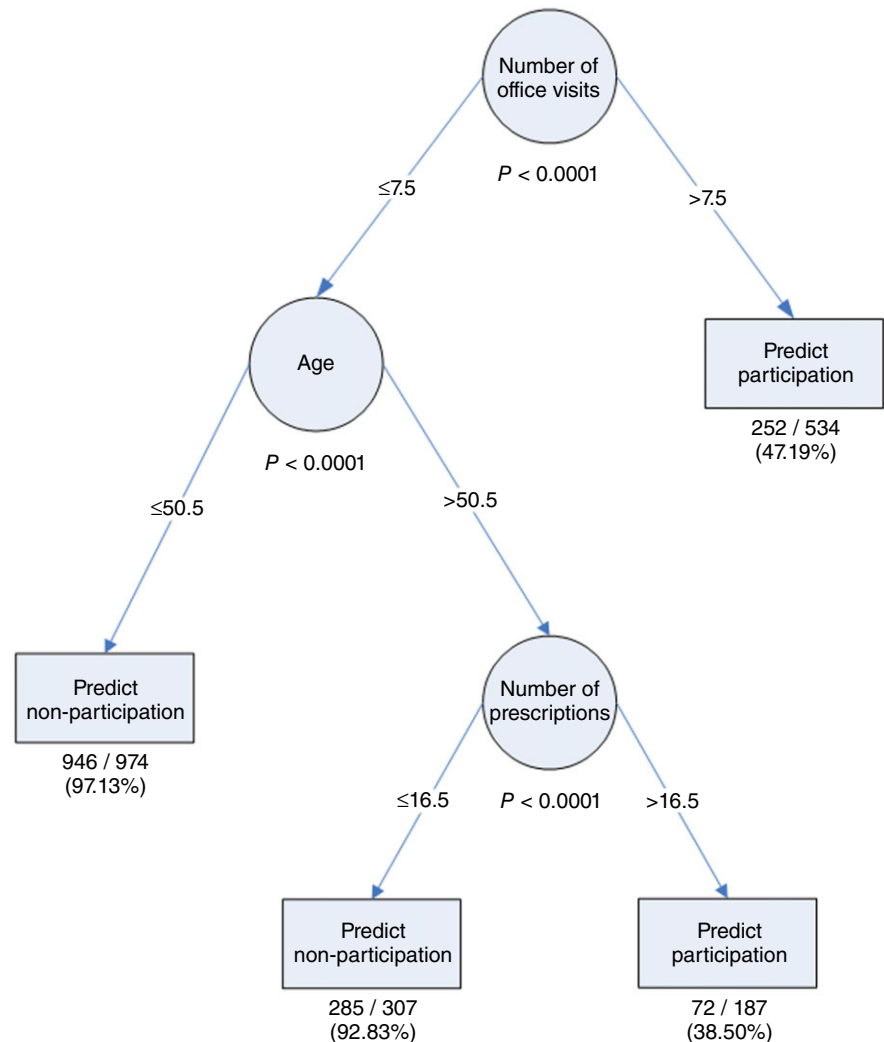 Number of
office visits
P < 0.0001
≤7.5
>7.5
Age
P < 0.0001
Predict
participation
252 / 534
(47.19%)
≤50.5
>50.5
Predict
non-participation
946 / 974
(97.13%)
Number of
prescriptions
P < 0.0001
≤16.5
>16.5
Predict
non-participation
285 / 307
(92.83%)
Predict
participation
72 / 187
(38.50%)